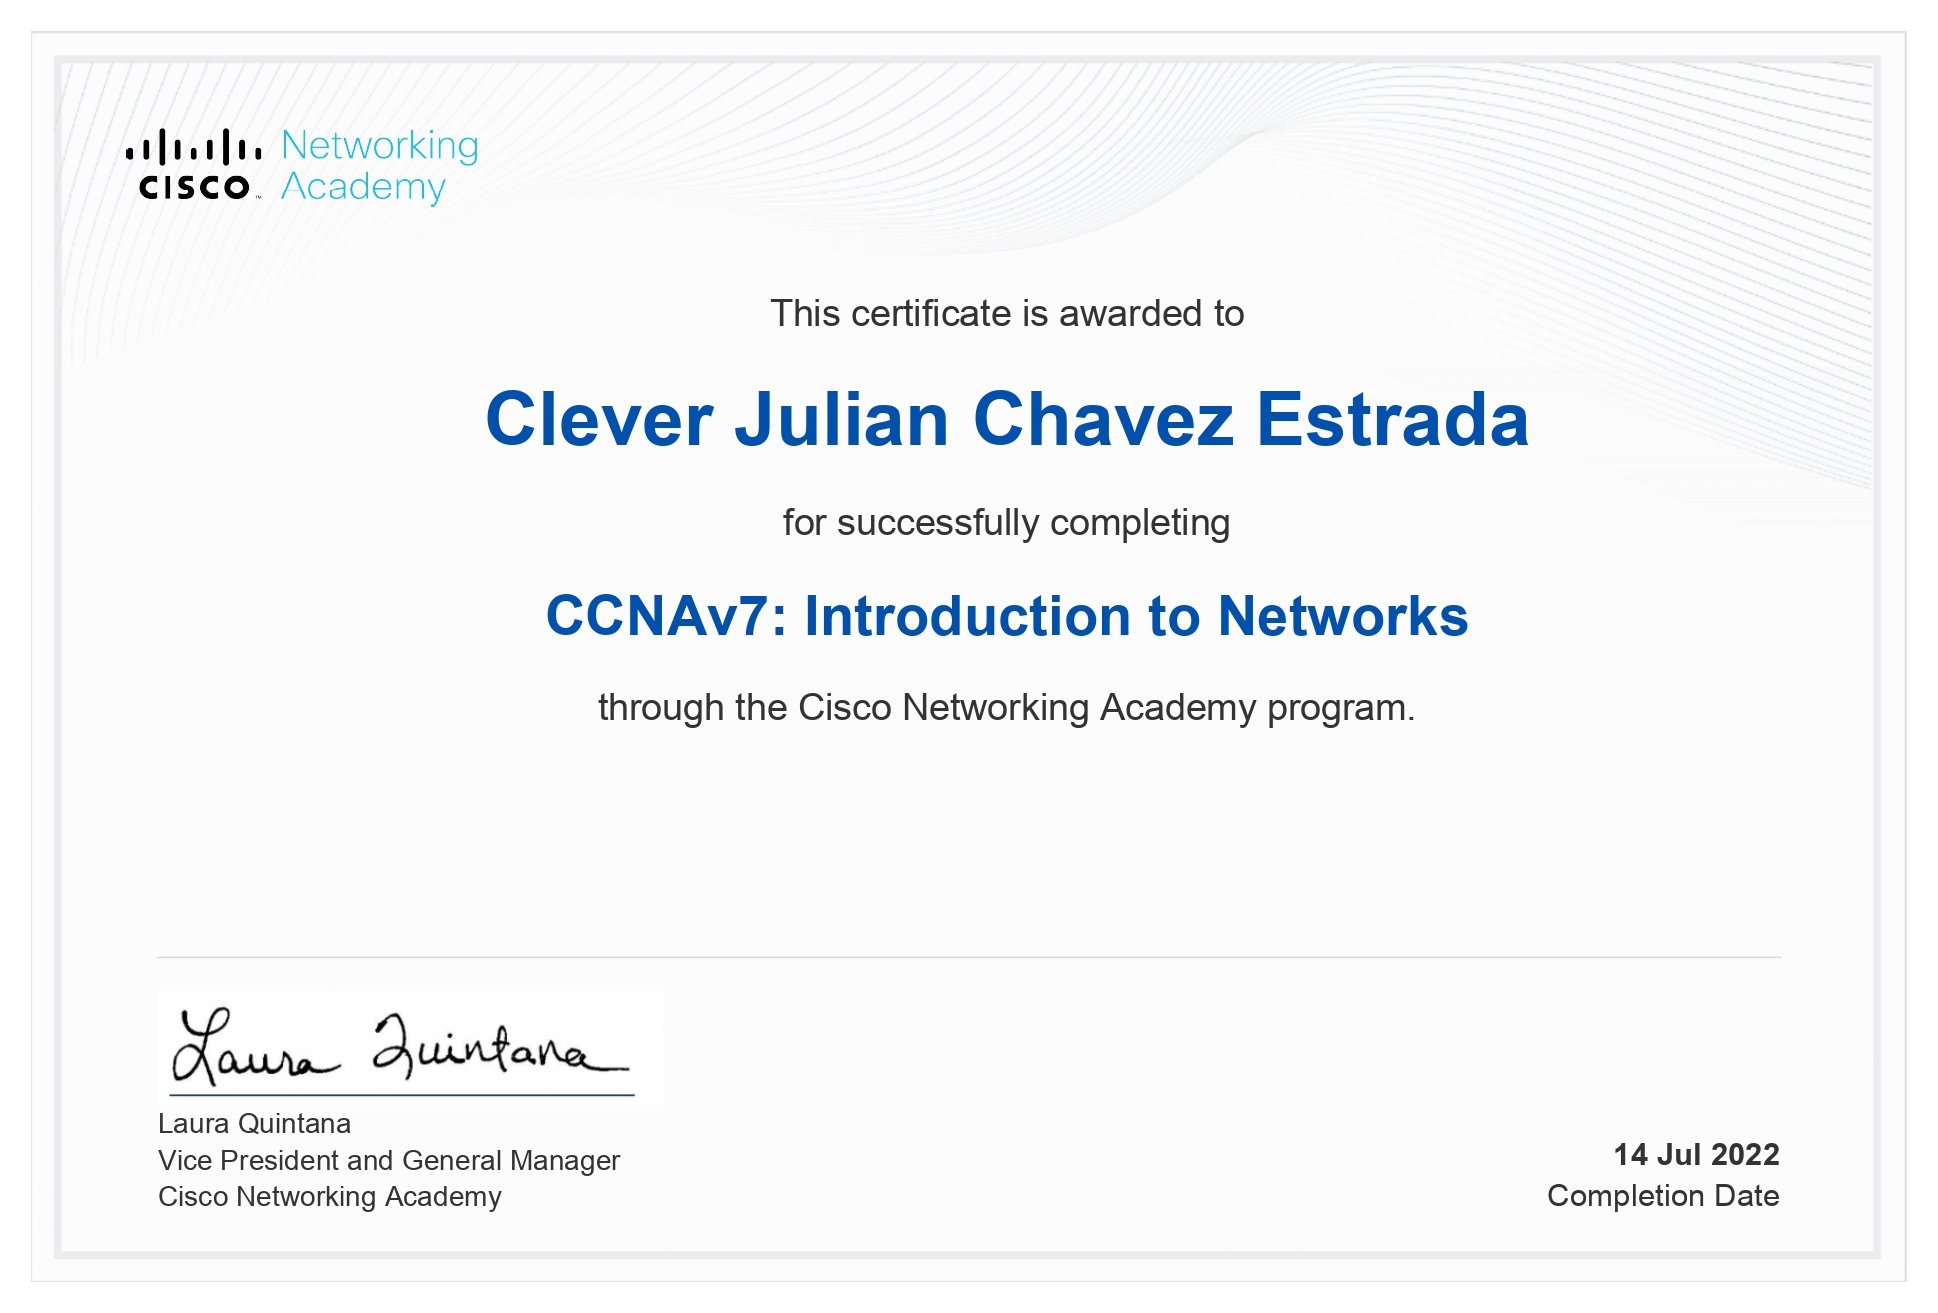 Networking
cisco™ Academy
This certificate is awarded to
Clever Julian Chavez Estrada
for successfully completing
CCNAv7: Introduction to Networks
through the Cisco Networking Academy program.
Laura Quintana
Laura Quintana
Vice President and General Manager
Cisco Networking Academy
14 Jul 2022
Completion Date